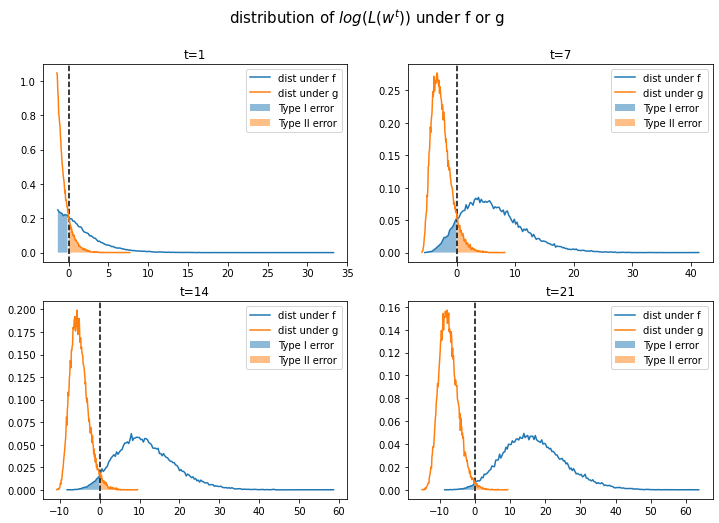 distribution of log(L(w^t)) under f or g
t=1
1.0
0.8
0.6
0.4
0.2
0.0
0 5 10 15 20 25 30 35
dist under f
dist under g
Type I error
Type II error
t=7
0.25
0.20
0.15
0.10
0.05
0.00
0 10 20 30 40
dist under f
dist under g
Type I error
Type II error
t=14
0.200
0.175
0.150
0.125
0.100
0.075
0.050
0.025
0.000
−10 0 10 20 30 40 50 60
dist under f
dist under g
Type I error
Type II error
t=21
0.16
0.14
0.12
0.10
0.08
0.06
0.04
0.02
0.00
−10 0 10 20 30 40 50 60
dist under f
dist under g
Type I error
Type II error